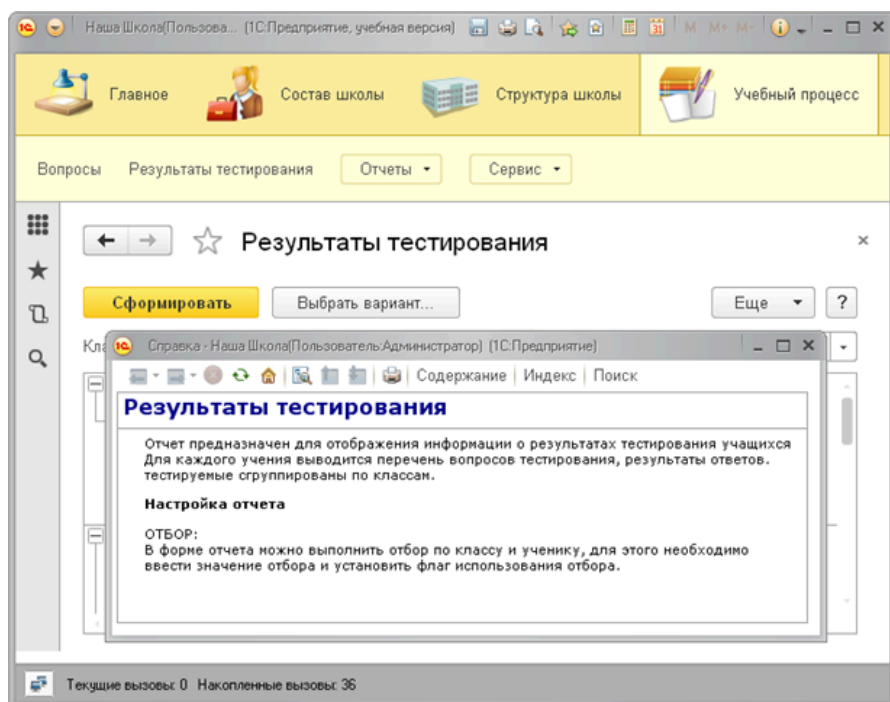 Наша Школа(Пользова... (1С:Предприятие, учебная версия) 31 M M+ M-
Главное Состав школы Структура школы Учебный процесс
Вопросы Результаты тестирования Отчеты Сервис
Результаты тестирования
Сформировать Выбрать вариант... Еще ?
Справка - Наша Школа(Пользователь:Администратор) (1С:Предприятие)
Содержание Индекс Поиск
Результаты тестирования
Отчет предназначен для отображения информации о результатах тестирования учащихся
Для каждого учения выводится перечень вопросов тестирования, результаты ответов.
тестируемые сгруппированы по классам.
Настройка отчета
ОТБОР:
В форме отчета можно выполнить отбор по классу и ученику, для этого необходимо
ввести значение отбора и установить флаг использования отбора.
Текущие вызовы: 0 Накопленные вызовы: 36